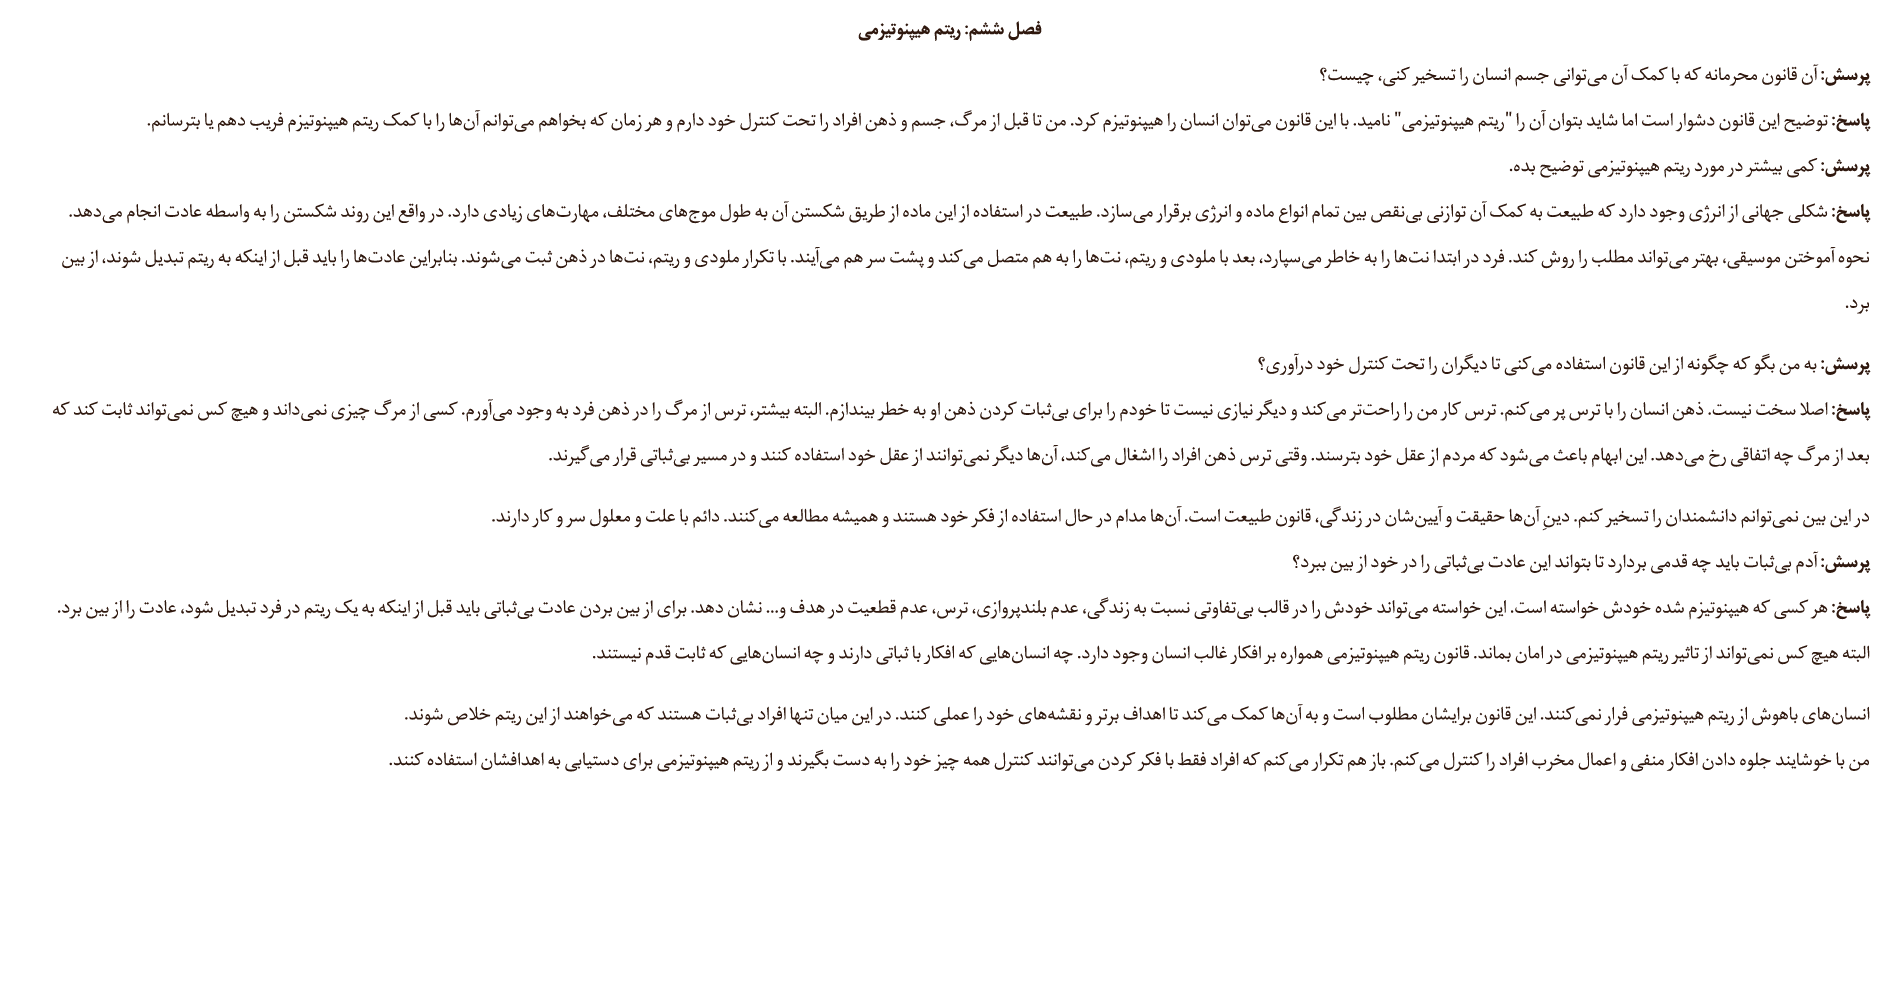 فصل ششم: ریتم هیپنوتیزمی
پرسش: آن قانون محرمانه که با کمک آن می‌توانی جسم انسان را تسخیر کنی، چیست؟
پاسخ: توضیح این قانون دشوار است اما شاید بتوان آن را "ریتم هیپنوتیزمی" نامید. با این قانون می‌توان انسان را هیپنوتیزم کرد. من تا قبل از مرگ، جسم و ذهن افراد را تحت کنترل خود دارم و هر زمان که بخواهم می‌توانم آن‌ها را با کمک ریتم هیپنوتیزم فریب دهم یا بترسانم.
پرسش: کمی بیشتر در مورد ریتم هیپنوتیزمی توضیح بده.
پاسخ: شکلی جهانی از انرژی وجود دارد که طبیعت به کمک آن توازنی بی‌نقص بین تمام انواع ماده و انرژی برقرار می‌سازد. طبیعت در استفاده از این ماده از طریق شکستن آن به طول موج‌های مختلف، مهارت‌های زیادی دارد. در واقع این روند شکستن را به واسطه عادت انجام می‌دهد.
نحوه آموختن موسیقی، بهتر می‌تواند مطلب را روش کند. فرد در ابتدا نت‌ها را به خاطر می‌سپارد، بعد با ملودی و ریتم، نت‌ها را به هم متصل می‌کند و پشت سر هم می‌آیند. با تکرار ملودی و ریتم، نت‌ها در ذهن ثبت می‌شوند. بنابراین عادت‌ها را باید قبل از اینکه به ریتم تبدیل شوند، از بین
برد.
پرسش: به من بگو که چگونه از این قانون استفاده می‌کنی تا دیگران را تحت کنترل خود درآوری؟
پاسخ: اصلا سخت نیست. ذهن انسان را با ترس پر می‌کنم. ترس کار من را راحت‌تر می‌کند و دیگر نیازی نیست تا خودم را برای بی‌ثبات کردن ذهن او به خطر بیندازم. البته بیشتر، ترس از مرگ را در ذهن فرد به وجود می‌آورم. کسی از مرگ چیزی نمی‌داند و هیچ کس نمی‌تواند ثابت کند که
بعد از مرگ چه اتفاقی رخ می‌دهد. این ابهام باعث می‌شود که مردم از عقل خود بترسند. وقتی ترس ذهن افراد را اشغال می‌کند، آن‌ها دیگر نمی‌توانند از عقل خود استفاده کنند و در مسیر بی‌ثباتی قرار می‌گیرند.
در این بین نمی‌توانم دانشمندان را تسخیر کنم. دینِ آن‌ها حقیقت و آیین‌شان در زندگی، قانون طبیعت است. آن‌ها مدام در حال استفاده از فکر خود هستند و همیشه مطالعه می‌کنند. دائم با علت و معلول سر و کار دارند.
پرسش: آدم بی‌ثبات باید چه قدمی بردارد تا بتواند این عادت بی‌ثباتی را در خود از بین ببرد؟
پاسخ: هر کسی که هیپنوتیزم شده خودش خواسته است. این خواسته می‌تواند خودش را در قالب بی‌تفاوتی نسبت به زندگی، عدم بلندپروازی، ترس، عدم قطعیت در هدف و... نشان دهد. برای از بین بردن عادت بی‌ثباتی باید قبل از اینکه به یک ریتم در فرد تبدیل شود، عادت را از بین برد.
البته هیچ کس نمی‌تواند از تاثیر ریتم هیپنوتیزمی در امان بماند. قانون ریتم هیپنوتیزمی همواره بر افکار غالب انسان وجود دارد. چه انسان‌هایی که افکار با ثباتی دارند و چه انسان‌هایی که ثابت قدم نیستند.
انسان‌های باهوش از ریتم هیپنوتیزمی فرار نمی‌کنند. این قانون برایشان مطلوب است و به آن‌ها کمک می‌کند تا اهداف برتر و نقشه‌های خود را عملی کنند. در این میان تنها افراد بی‌ثبات هستند که می‌خواهند از این ریتم خلاص شوند.
من با خوشایند جلوه دادن افکار منفی و اعمال مخرب افراد را کنترل می‌کنم. باز هم تکرار می‌کنم که افراد فقط با فکر کردن می‌توانند کنترل همه چیز خود را به دست بگیرند و از ریتم هیپنوتیزمی برای دستیابی به اهدافشان استفاده کنند.